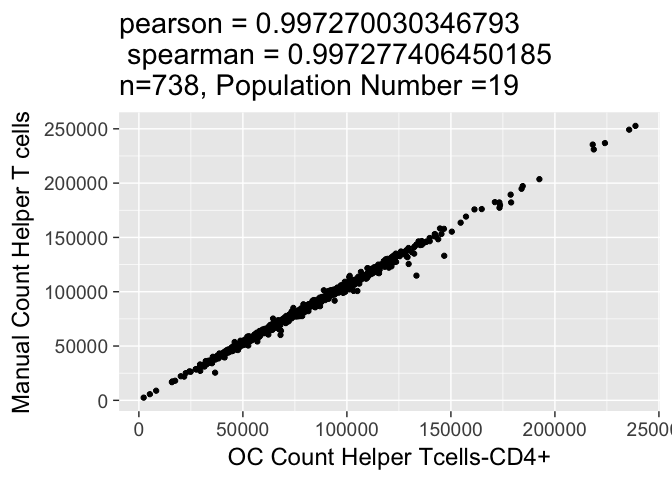 pearson = 0.997270030346793
spearman = 0.997277406450185
n=738, Population Number =19
Manual Count Helper T cells
250000
200000
150000
100000
50000
0
0 50000 100000 150000 200000 25000
OC Count Helper Tcells-CD4+